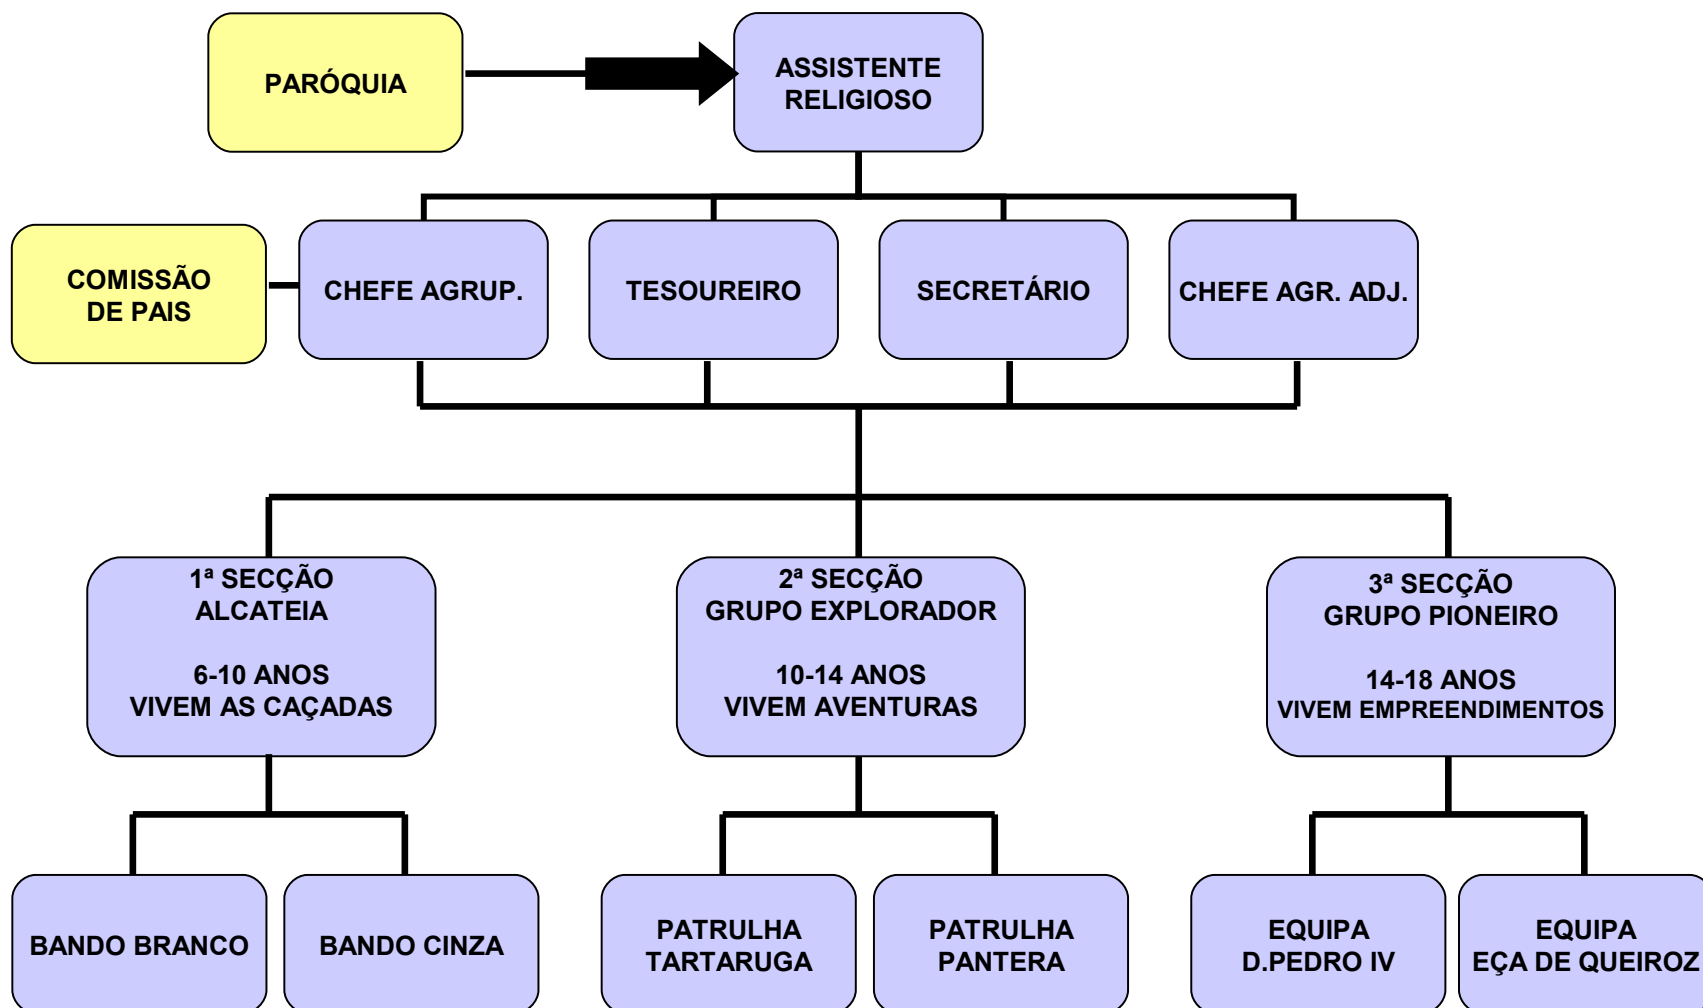 PARÓQUIA
ASSISTENTE
RELIGIOSO
COMISSÃO
DE PAIS
CHEFE AGRUP.
TESOUREIRO
SECRETÁRIO
CHEFE AGR. ADJ.
1ª SECÇÃO
ALCATEIA
6-10 ANOS
VIVEM AS CAÇADAS
2ª SECÇÃO
GRUPO EXPLORADOR
10-14 ANOS
VIVEM AVENTURAS
3ª SECÇÃO
GRUPO PIONEIRO
14-18 ANOS
VIVEM EMPREENDIMENTOS
BANDO BRANCO
BANDO CINZA
PATRULHA
TARTARUGA
PATRULHA
PANTERA
EQUIPA
D.PEDRO IV
EQUIPA
EÇA DE QUEIROZ